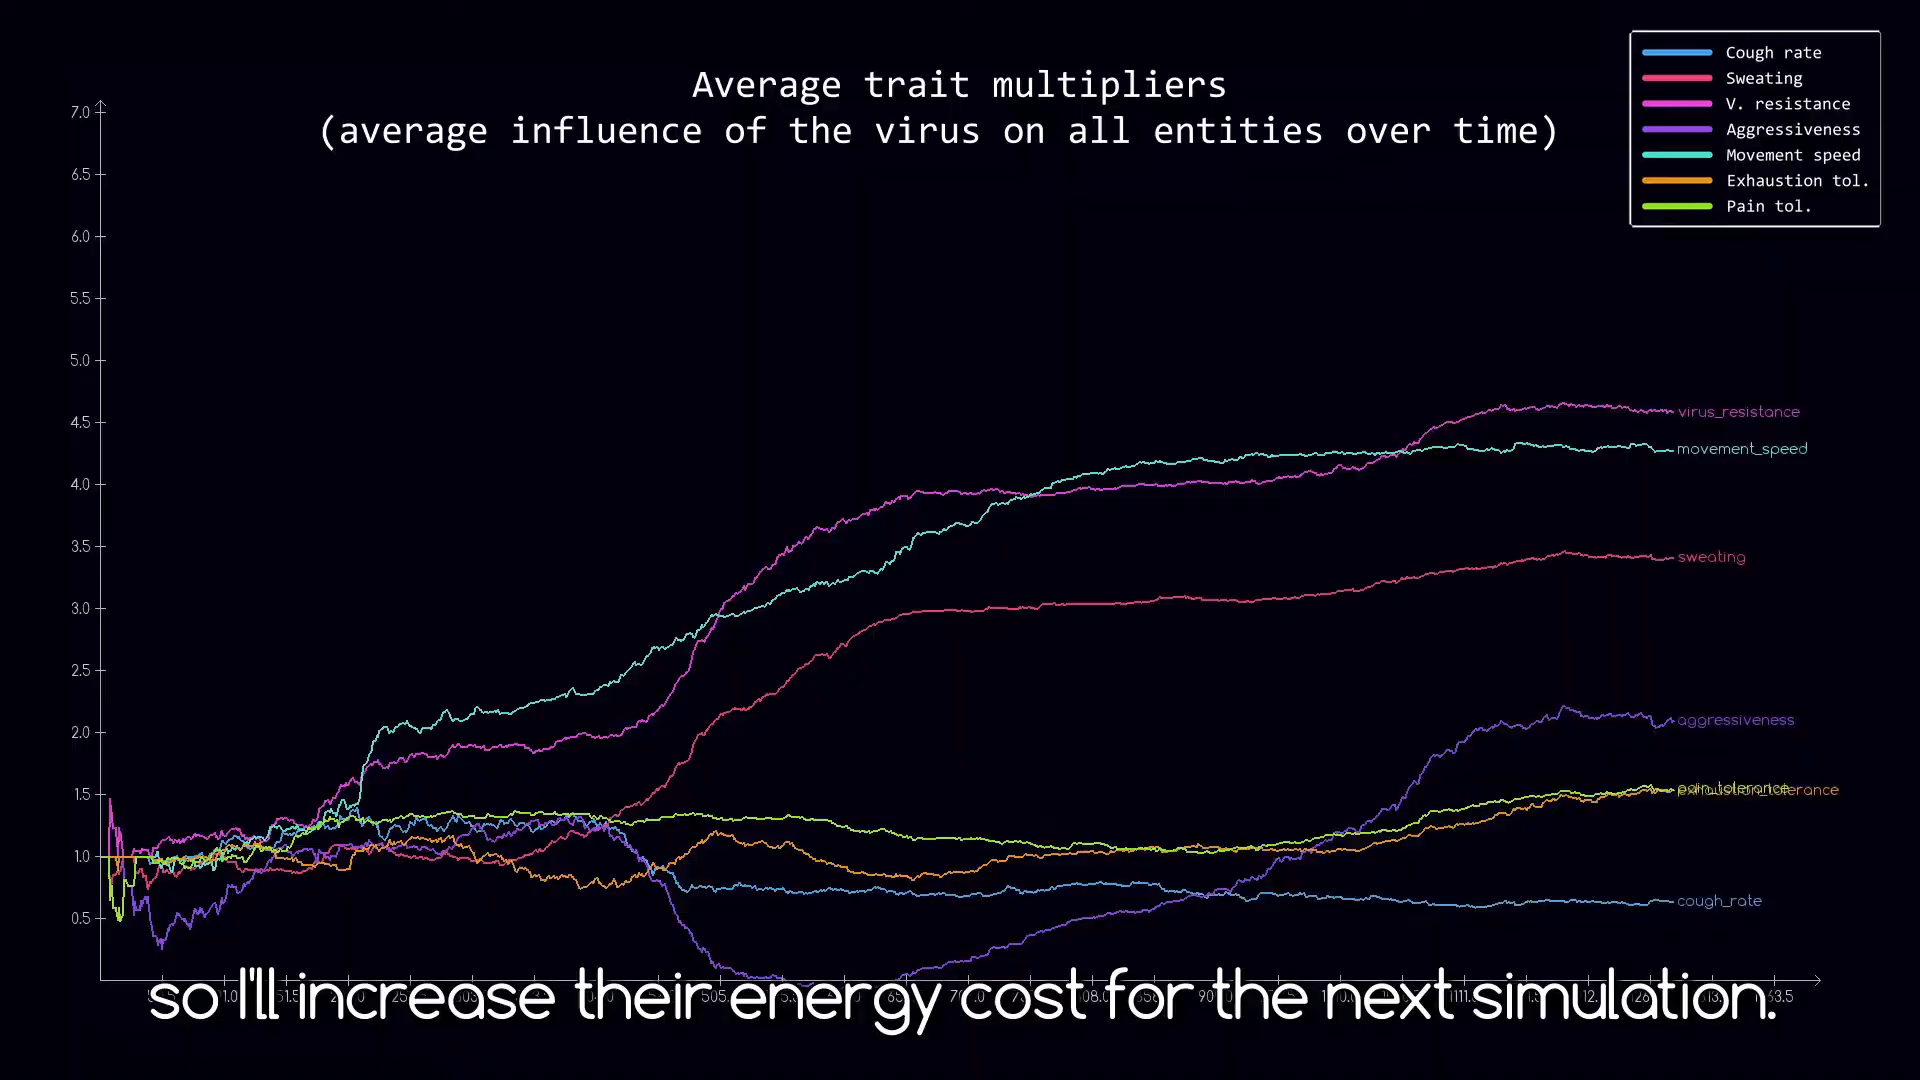 Average trait multipliers
(average influence of the virus on all entities over time)
Cough rate
Sweating
V. resistance
Aggressiveness
Movement speed
Exhaustion tol.
Pain tol.
7.0
6.5
6.0
5.5
5.0
4.5
4.0
3.5
3.0
2.5
2.0
1.5
1.0
0.5
virus_resistance
movement_speed
sweating
aggressiveness
pain_tolerance
exhaustion_tolerance
cough_rate
so I'll increase their energy cost for the next simulation.